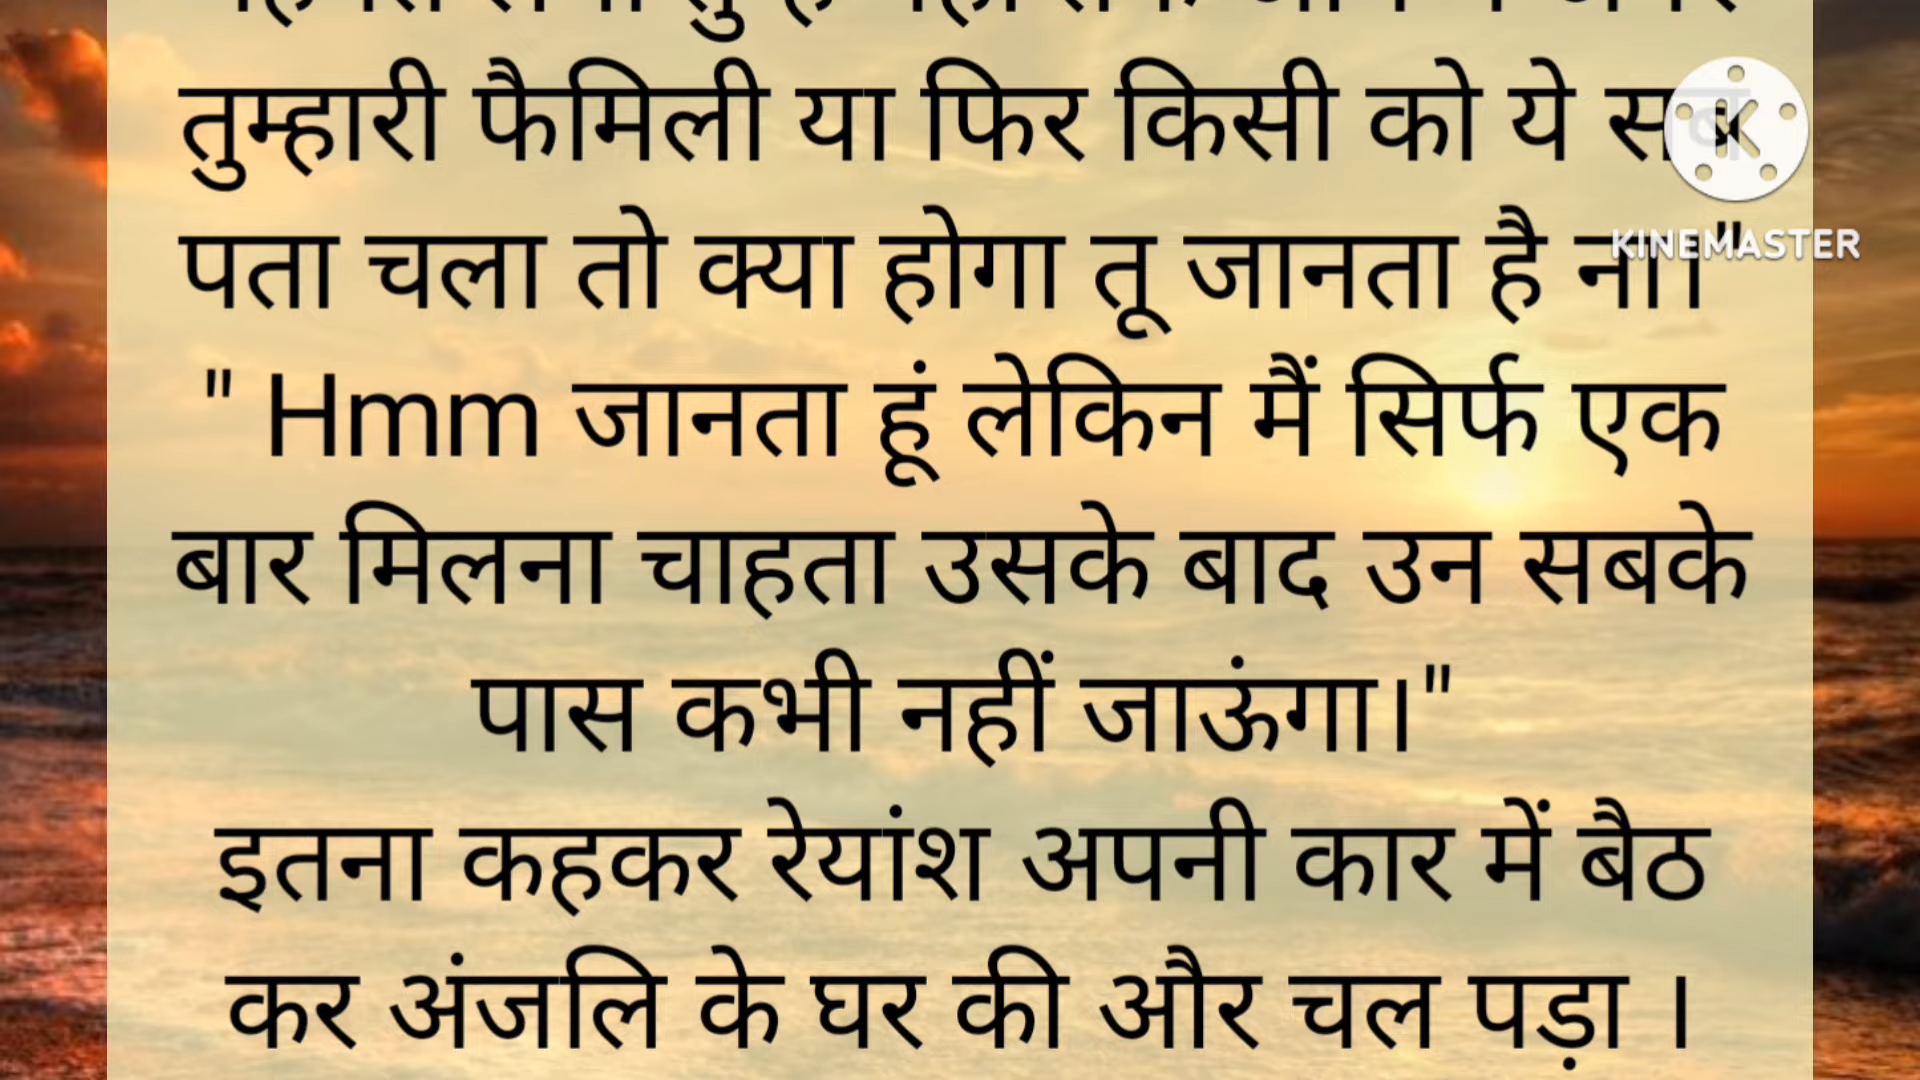 तुम्हारी फैमिली या फिर किसी को ये सब
पता चला तो क्या होगा तू जानता है ना।"
" Hmm जानता हूं लेकिन मैं सिर्फ एक
बार मिलना चाहता उसके बाद उन सबके
पास कभी नहीं जाऊंगा।"
इतना कहकर रेयांश अपनी कार में बैठ
कर अंजलि के घर की और चल पड़ा ।
K
KINEMASTER